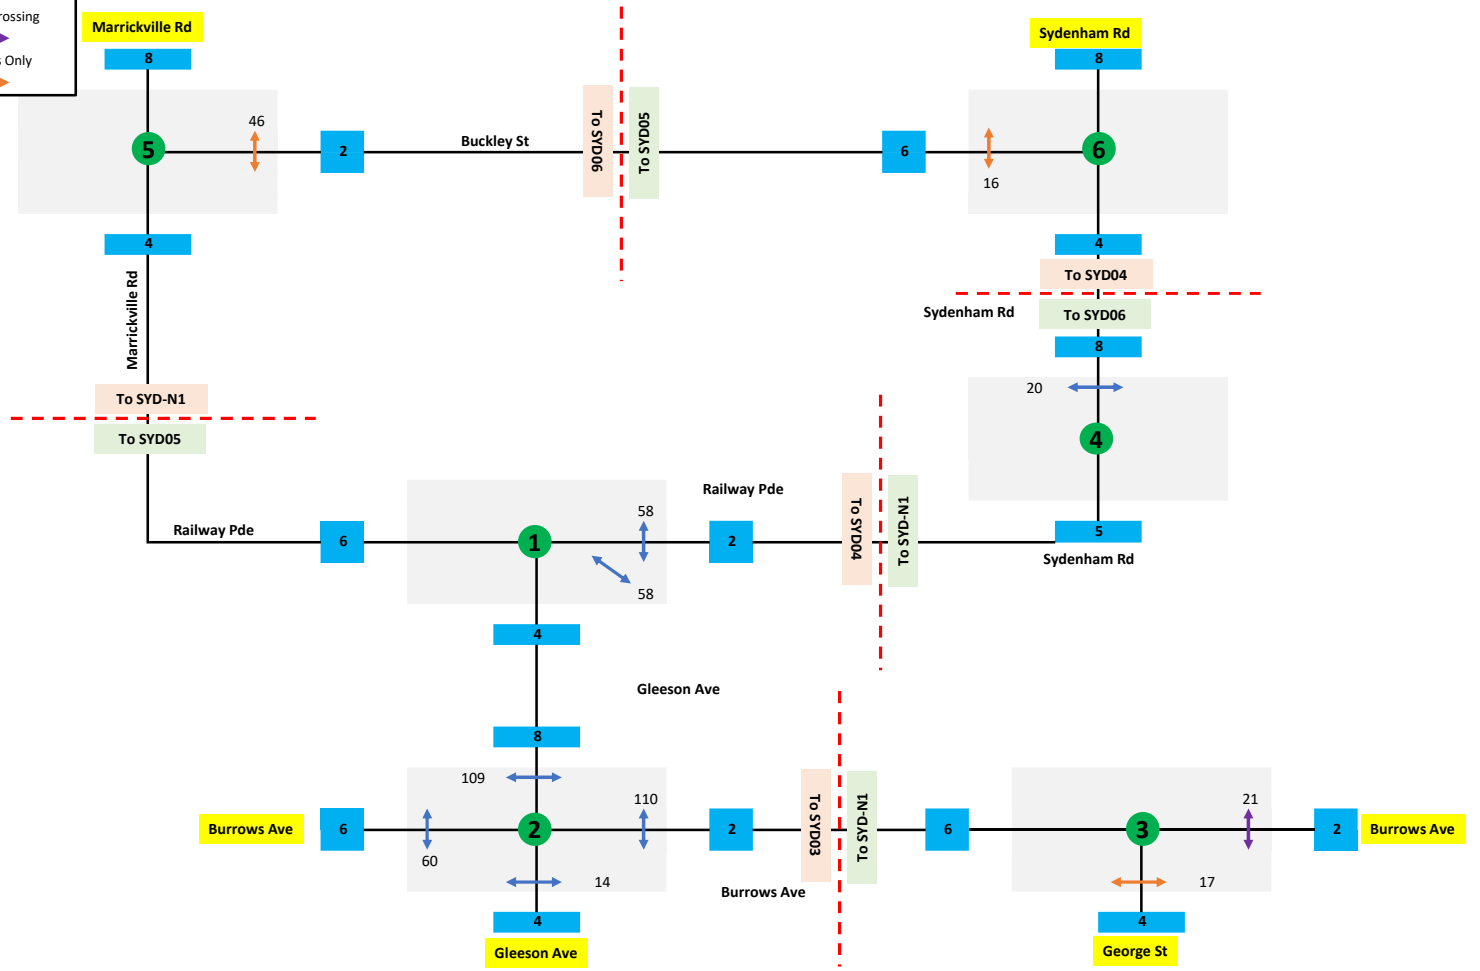 rossing
Only
Marrickville Rd
8
Sydenham Rd
8
46
5
2
Buckley St
To SYD06
To SYD05
6
16
6
4
Marrickville Rd
4
To SYD04
Sydenham Rd
To SYD06
8
To SYD-N1
To SYD05
20
4
Railway Pde
6
1
58
58
Railway Pde
2
To SYD04
To SYD-N1
5
Sydenham Rd
4
Gleeson Ave
8
109
110
Burrows Ave
6
60
2
14
2
To SYD03
To SYD-N1
Burrows Ave
6
3
21
2
Burrows Ave
17
4
Gleeson Ave
4
George St